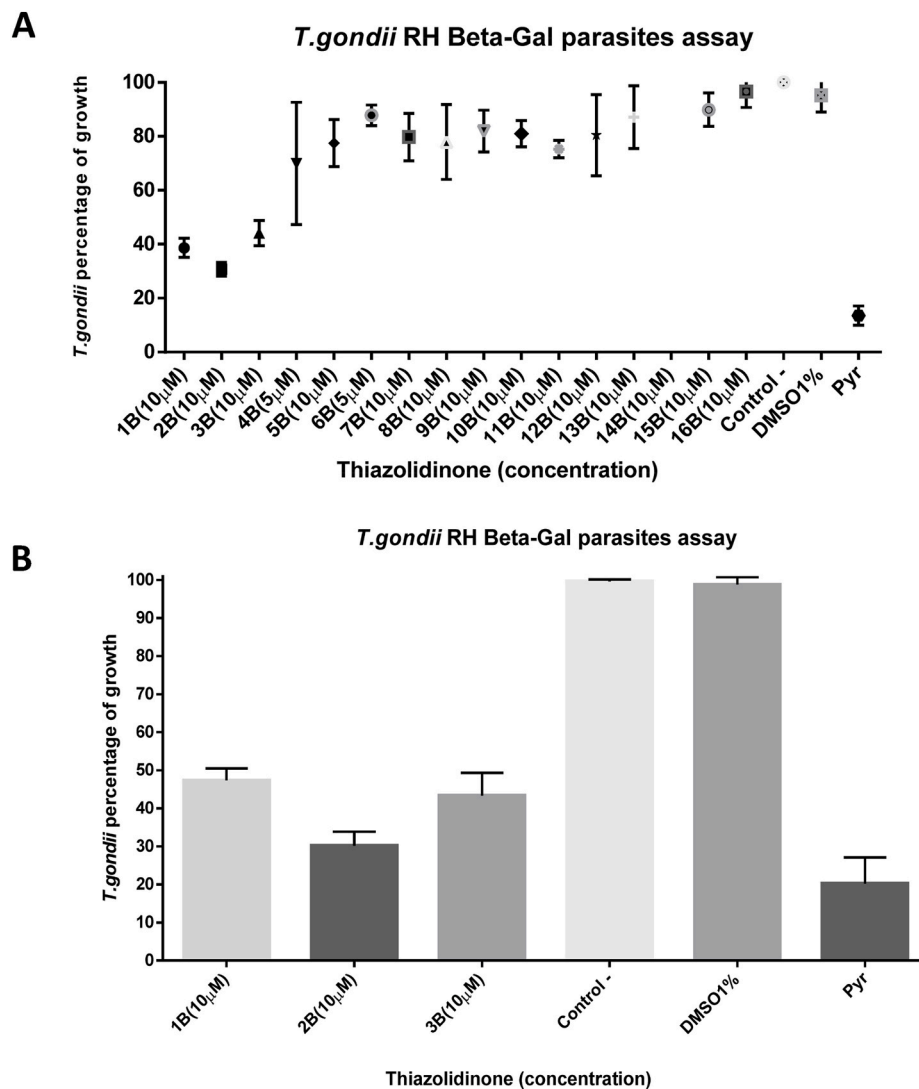 A
T.gondii RH Beta-Gal parasites assay
T.gondii percentage of growth
100
80
60
40
20
0
1B(10μM)
2B(10μM)
3B(10μM)
4B(5μM)
5B(10μM)
6B(5μM)
7B(10μM)
8B(10μM)
9B(10μM)
10B(10μM)
11B(10μM)
12B(10μM)
13B(10μM)
14B(10μM)
15B(10μM)
16B(10μM)
Control -
DMSO1%
Pyr
Thiazolidinone (concentration)
B
T.gondii RH Beta-Gal parasites assay
T.gondii percentage of growth
100
90
80
70
60
50
40
30
20
10
0
1B(10μM)
2B(10μM)
3B(10μM)
Control -
DMSO1%
Pyr
Thiazolidinone (concentration)